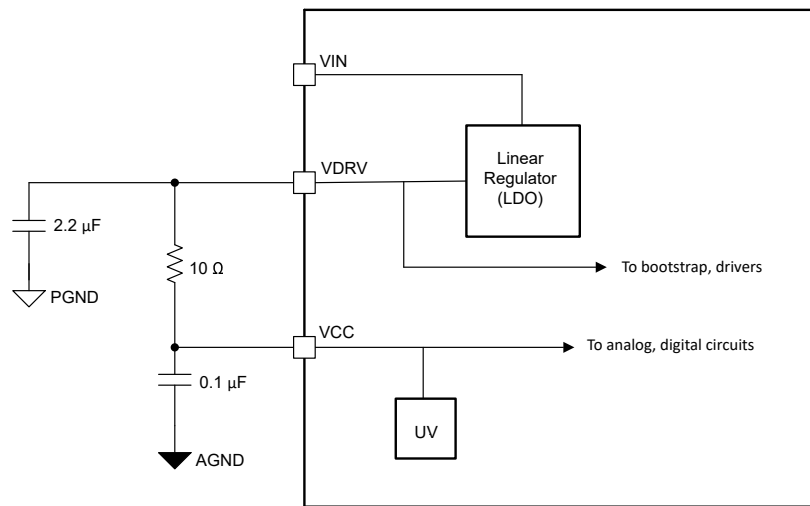 VIN
VDRV
Linear
Regulator
(LDO)
2.2 µF
10 Ω
To bootstrap, drivers
PGND
VCC
To analog, digital circuits
0.1 µF
UV
AGND